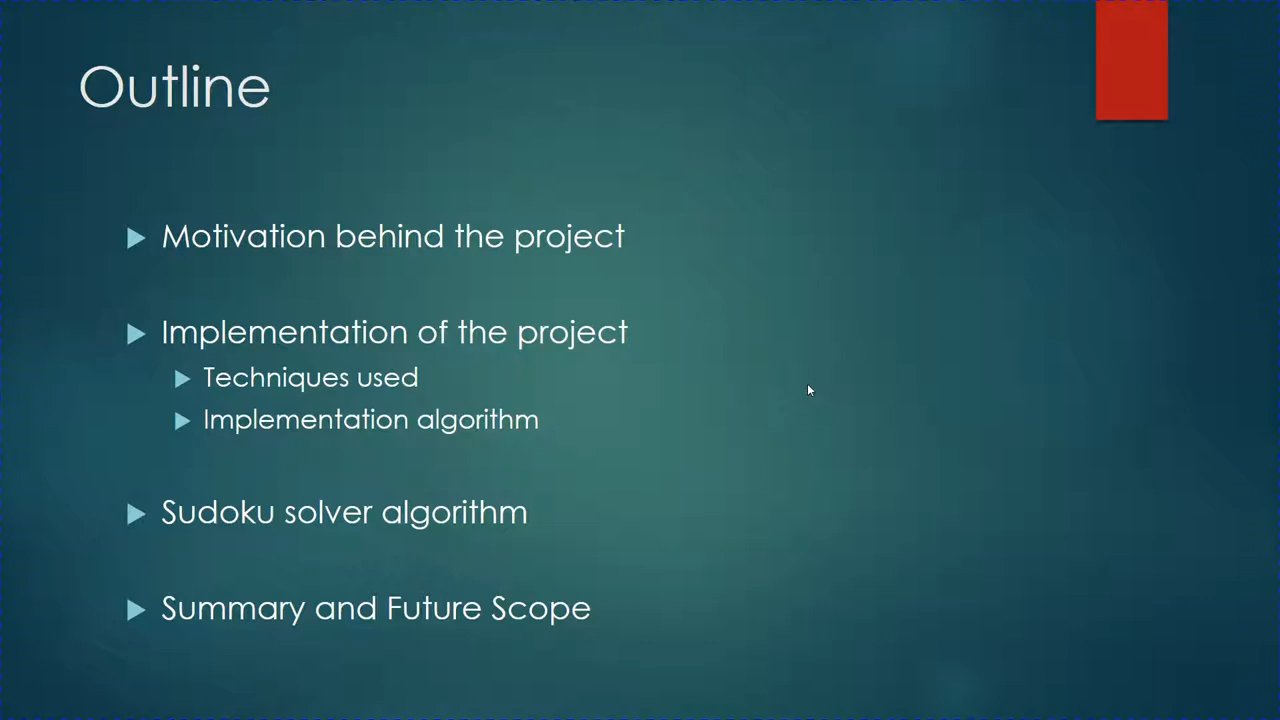 Outline
Motivation behind the project
Implementation of the project
Techniques used
Implementation algorithm
Sudoku solver algorithm
Summary and Future Scope